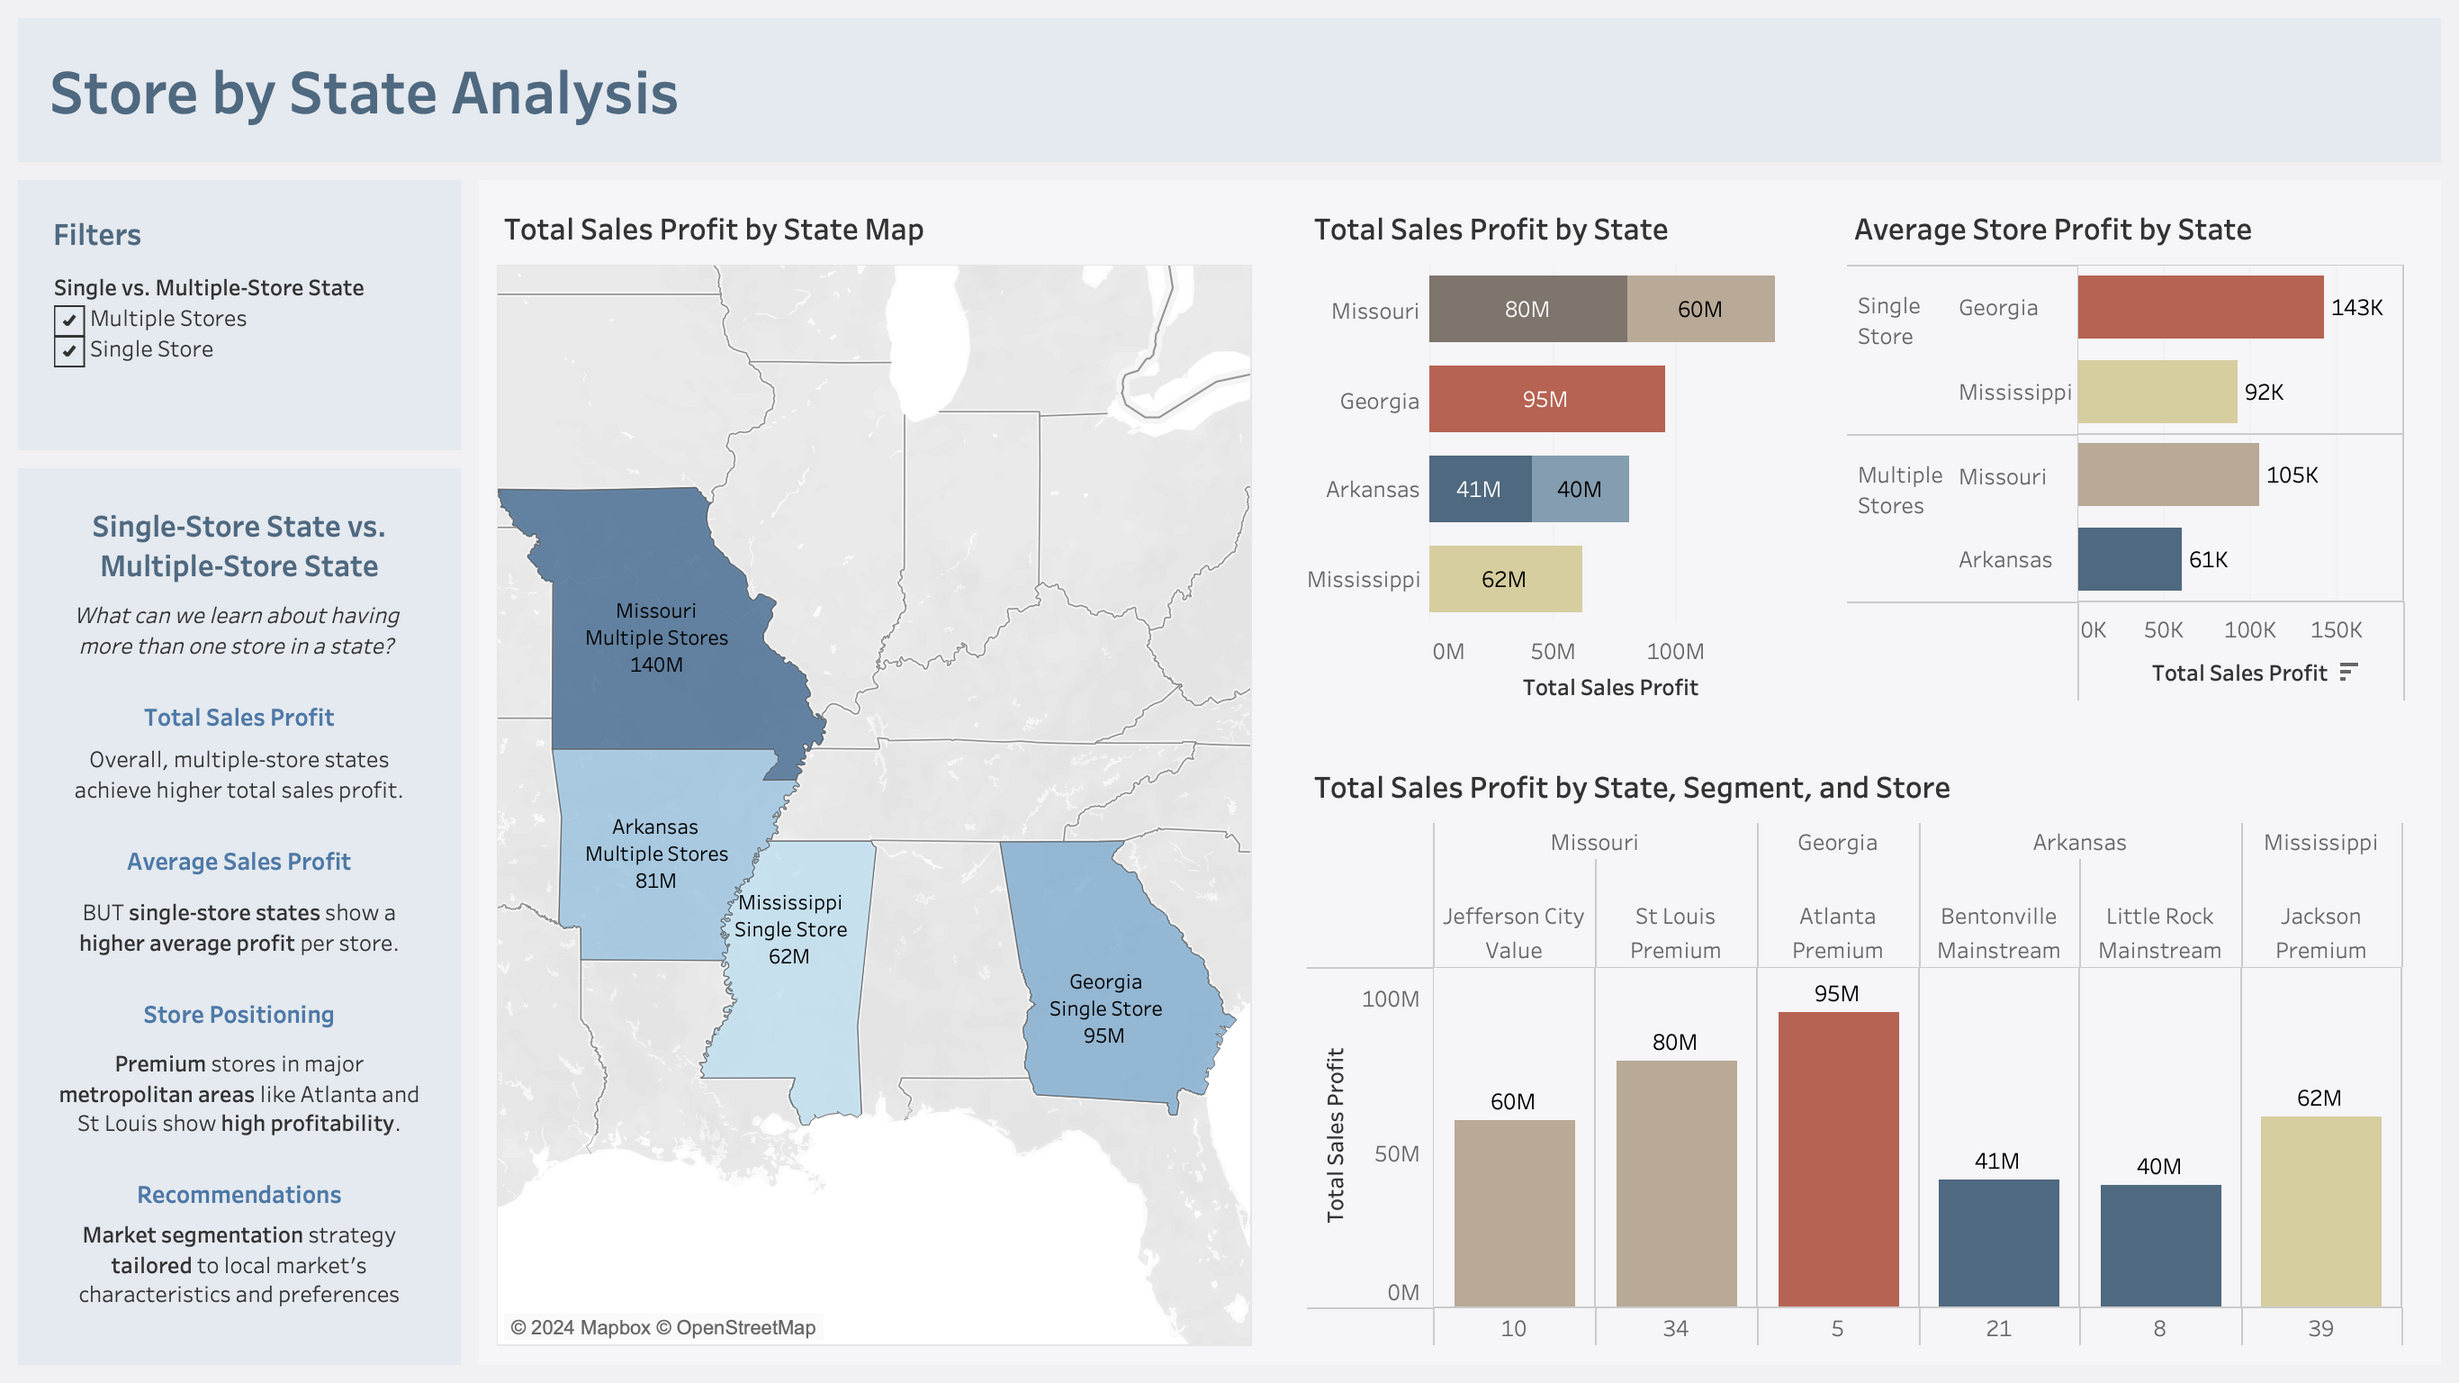 Store by State Analysis
Filters
Single vs. Multiple-Store State
Multiple Stores
Single Store
Single-Store State vs.
Multiple-Store State
What can we learn about having
more than one store in a state?
Total Sales Profit
Overall, multiple-store states
achieve higher total sales profit.
Average Sales Profit
BUT single-store states show a
higher average profit per store.
Store Positioning
Premium stores in major
metropolitan areas like Atlanta and
St Louis show high profitability.
Recommendations
Market segmentation strategy
tailored to local market's
characteristics and preferences
Total Sales Profit by State Map
Missouri
Multiple Stores
140M
Arkansas
Multiple Stores
81M
Mississippi
Single Store
62M
Georgia
Single Store
95M
© 2024 Mapbox © OpenStreetMap
Total Sales Profit by State
Missouri 80M 60M
Georgia 95M
Arkansas 41M 40M
Mississippi 62M
0M 50M 100M
Total Sales Profit
Average Store Profit by State
Single
Store
Georgia 143K
Mississippi 92K
Multiple
Stores
Missouri 105K
Arkansas 61K
0K 50K 100K 150K
Total Sales Profit
Total Sales Profit by State, Segment, and Store
Missouri Georgia Arkansas Mississippi
Jefferson City St Louis Atlanta Bentonville Little Rock Jackson
Value Premium Premium Mainstream Mainstream Premium
Total Sales Profit
100M
50M
0M
60M 80M 95M 41M 40M 62M
10 34 5 21 8 39